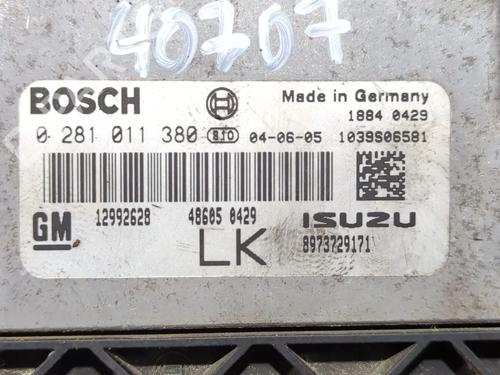 40707
BOSCH
Made in Germany
1884 0429
0 281 011 380 810 04-06-05 1039S06581
GM 12992628 48605 0429 ISUZU
LK 8973729171